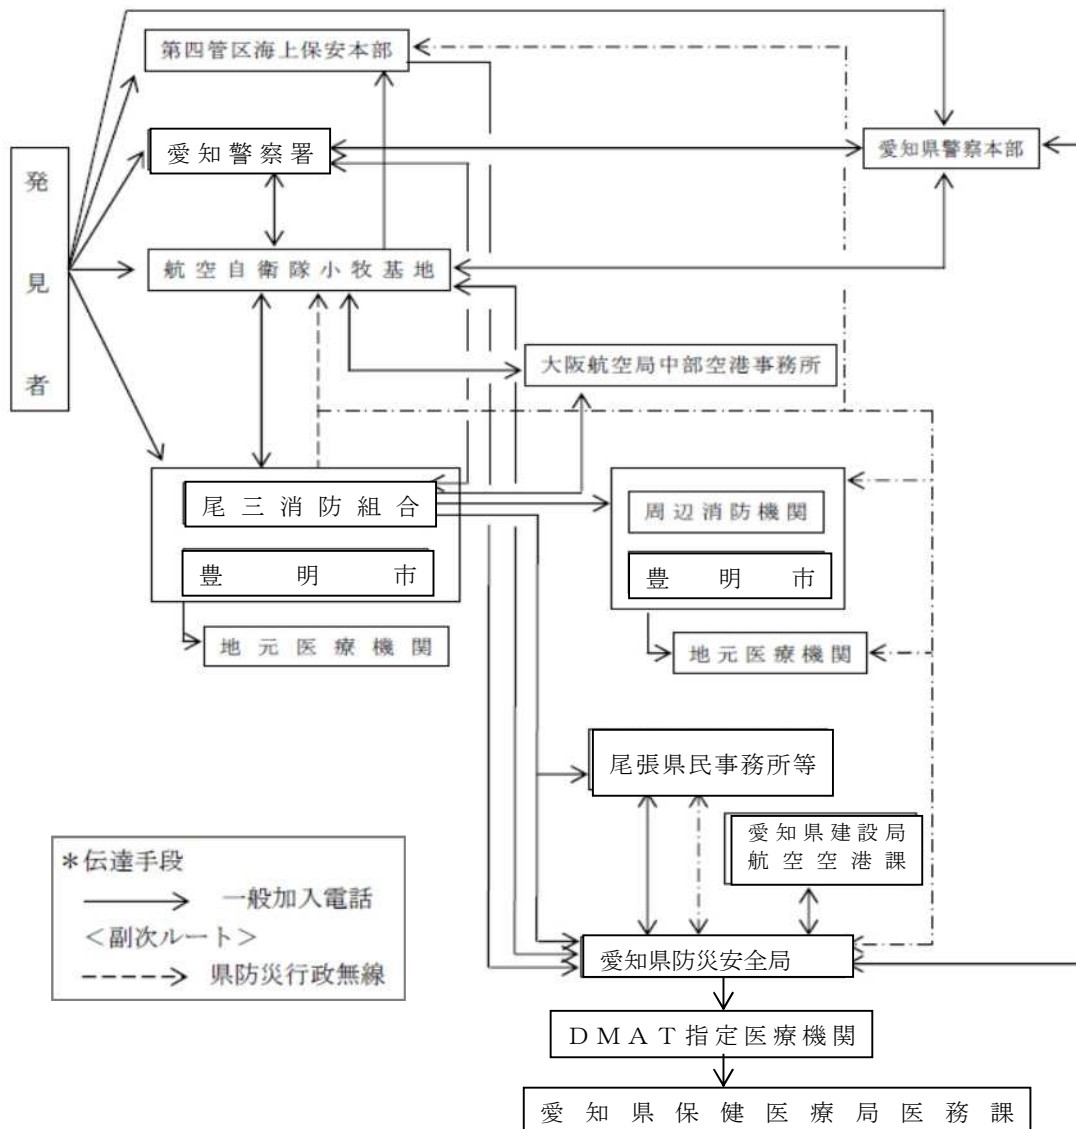 第四管区海上保安本部
愛知警察署
愛知県警察本部
発見者
航空自衛隊小牧基地
大阪航空局中部空港事務所
尾三消防組合
周辺消防機関
豊明市
豊明市
地元医療機関
地元医療機関
尾張県民事務所等
愛知県建設局
航空空港課
*伝達手段
一般加入電話
<副次ルート>
県防災行政無線
愛知県防災安全局
DMAT指定医療機関
愛知県保健医療局医務課